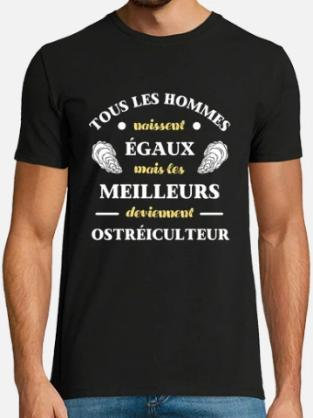 TOUS LES HOMMES
naissent
ÉGAUX
mais les
MEILLEURS
deviennent
OSTRÉICULTEUR